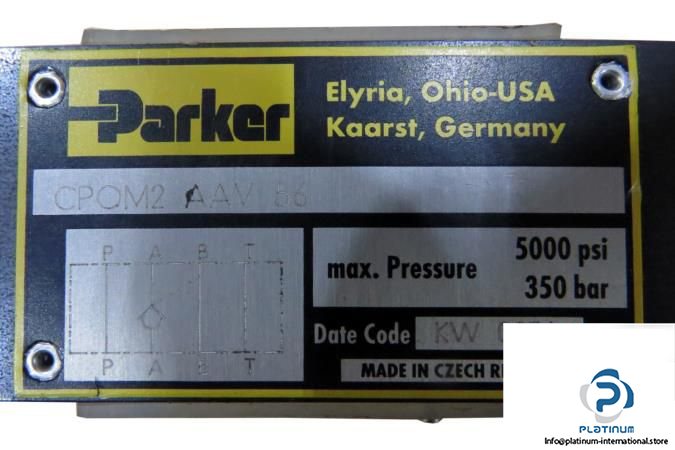 Parker
Elyria, Ohio-USA
Kaarst, Germany
CPOM2 AAV 56
P A B T
max. Pressure
5000 psi
350 bar
Date Code KW
P A B T
MADE IN CZECH
PLATINUM
Info@platinum-international.store